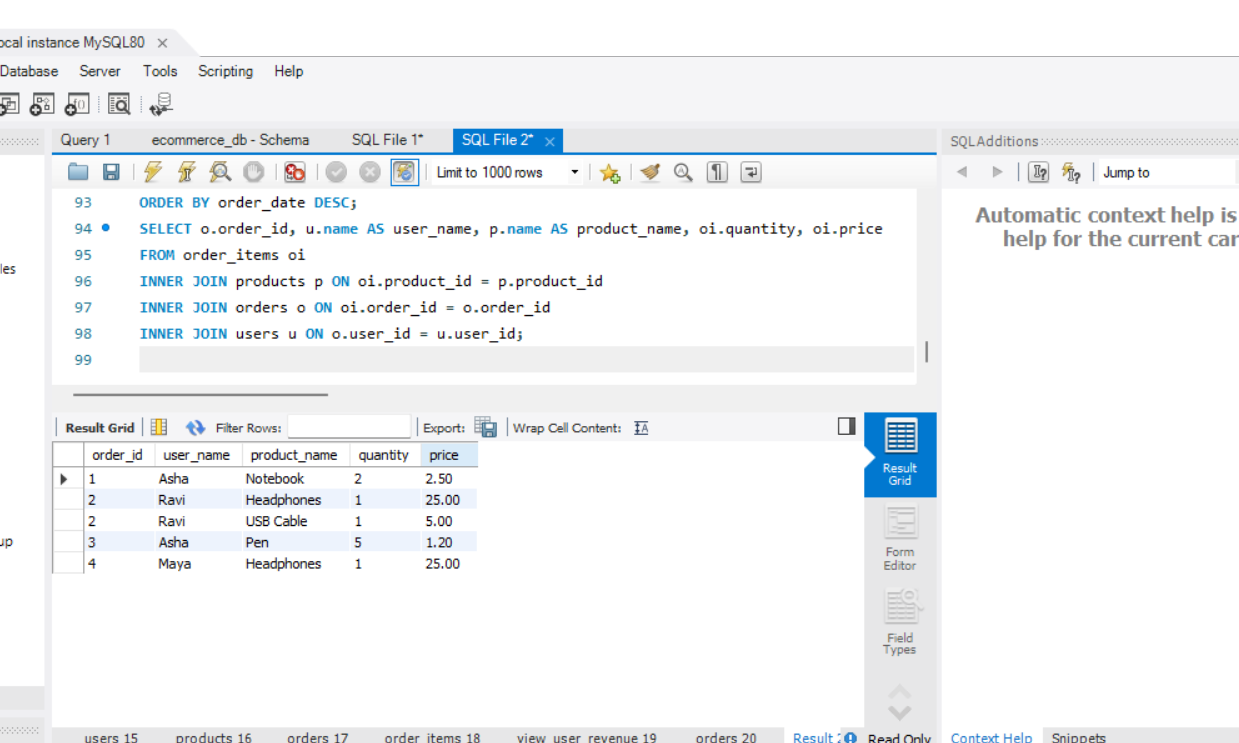 ocal instance MySQL80
Database Server Tools Scripting Help
Query 1 ecommerce_db - Schema SQL File 1* SQL File 2*
SQLAdditions
Limit to 1000 rows
Jump to
93 ORDER BY order_date DESC;
94 SELECT o.order_id, u.name AS user_name, p.name AS product_name, oi.quantity, oi.price
95 FROM order_items oi
96 INNER JOIN products p ON oi.product_id = p.product_id
97 INNER JOIN orders o ON oi.order_id = o.order_id
98 INNER JOIN users u ON o.user_id = u.user_id;
99
Automatic context help is
help for the current car
les
up
Result Grid Filter Rows: Export: Wrap Cell Content:
order_id user_name product_name quantity price
1 Asha Notebook 2 2.50
2 Ravi Headphones 1 25.00
2 Ravi USB Cable 1 5.00
3 Asha Pen 5 1.20
4 Maya Headphones 1 25.00
Result
Grid
Form
Editor
Field
Types
users 15 products 16 orders 17 order_items 18 view_user_revenue 19 orders 20 Result 2 Read Only
Context Help Snippets